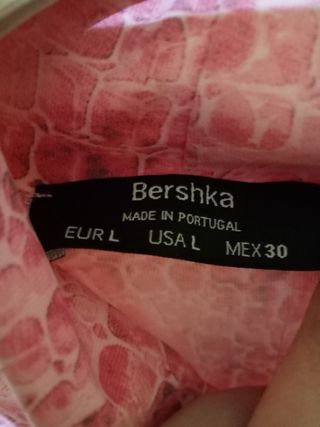 Bershka
MADE IN PORTUGAL
EUR L USA L MEX 30